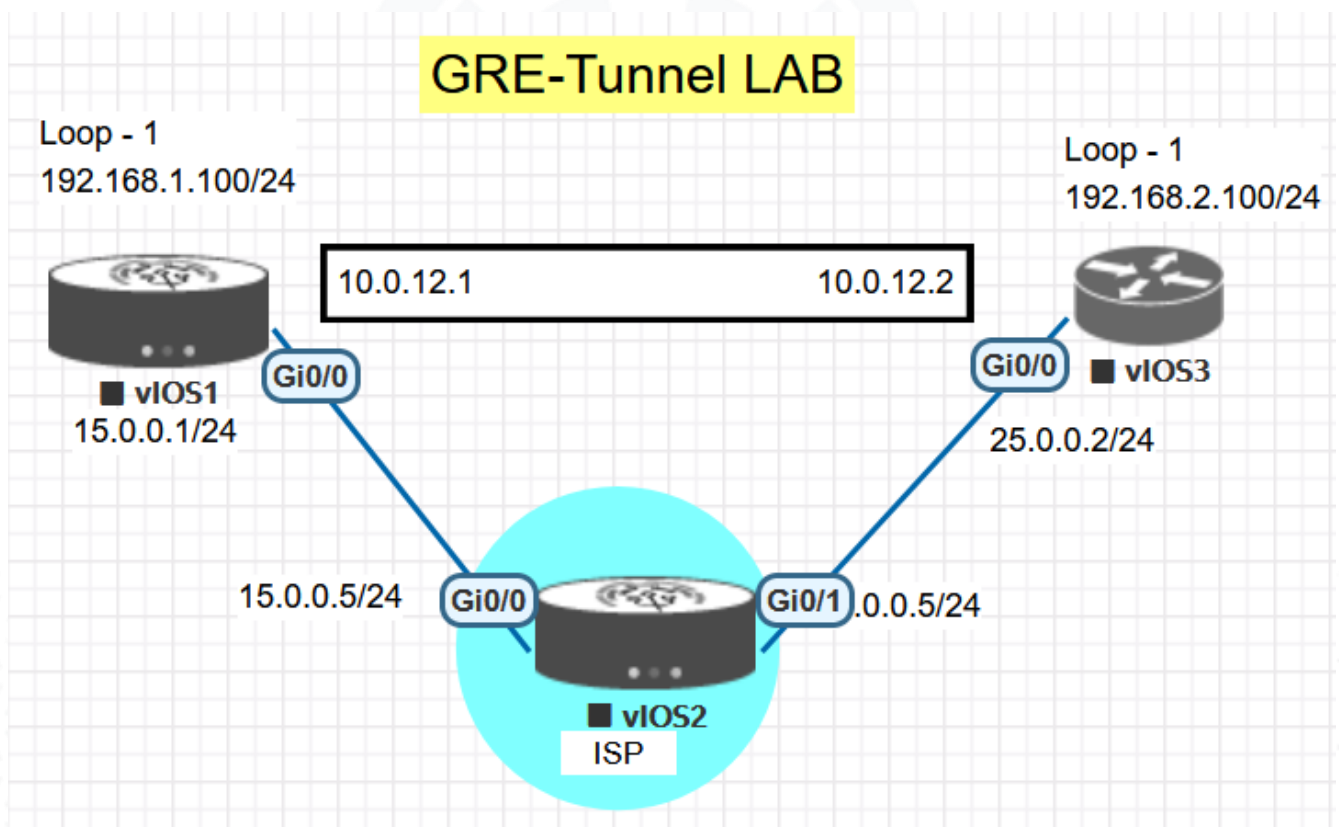 GRE-Tunnel LAB
Loop - 1
192.168.1.100/24
Loop - 1
192.168.2.100/24
10.0.12.1
10.0.12.2
Gi0/0
vIOS1
15.0.0.1/24
Gi0/0
vIOS3
25.0.0.2/24
15.0.0.5/24
Gi0/0
Gi0/1
.0.0.5/24
vIOS2
ISP